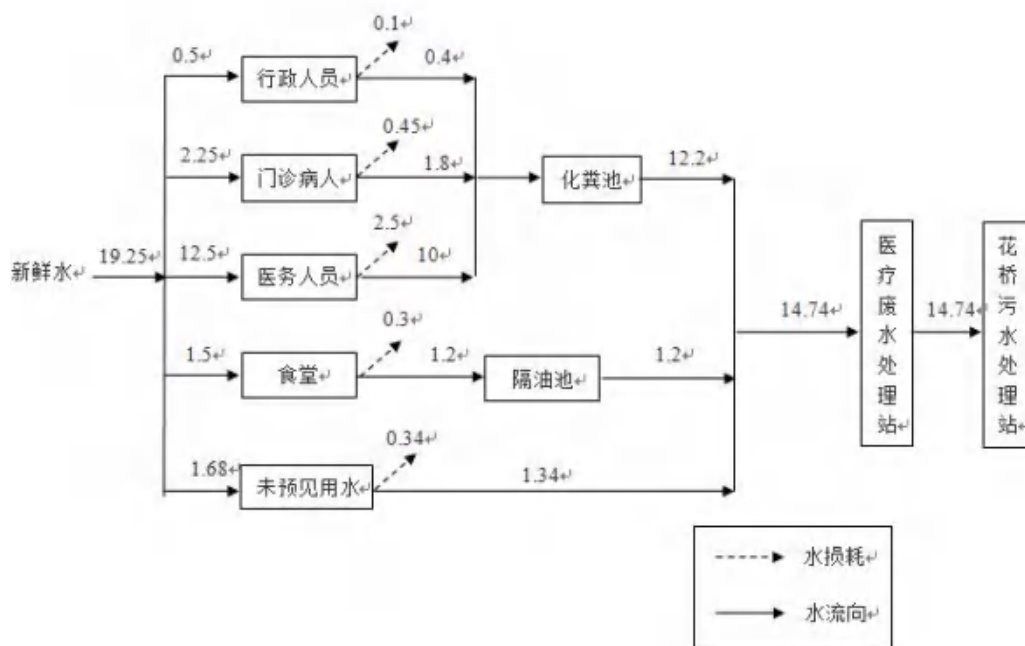 0.1↵
0.5↵
0.4↵
行政人员↵
0.45↵
2.25↵
1.8↵
12.2↵
门诊病人↵
化粪池↵
2.5↵
19.25↵
12.5↵
10↵
新鲜水↵
医务人员↵
医疗废水处理站↵
花桥污水处理站↵
14.74↵
14.74↵
0.3↵
1.5↵
1.2↵
1.2↵
食堂↵
隔油池↵
0.34↵
1.68↵
1.34↵
未预见用水↵
水损耗↵
水流向↵